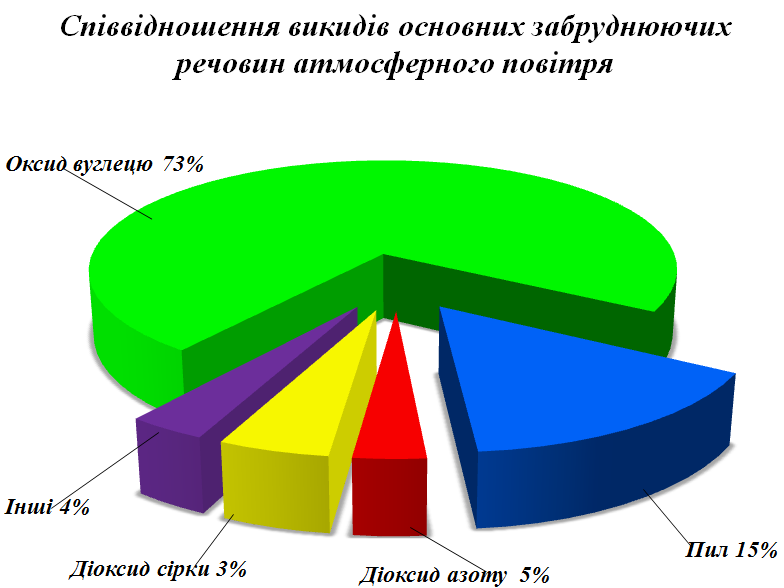 Співвідношення викидів основних забруднюючих
речовин атмосферного повітря
Оксид вуглецю 73%
Інші 4%
Діоксид сірки 3%
Діоксид азоту 5%
Пил 15%